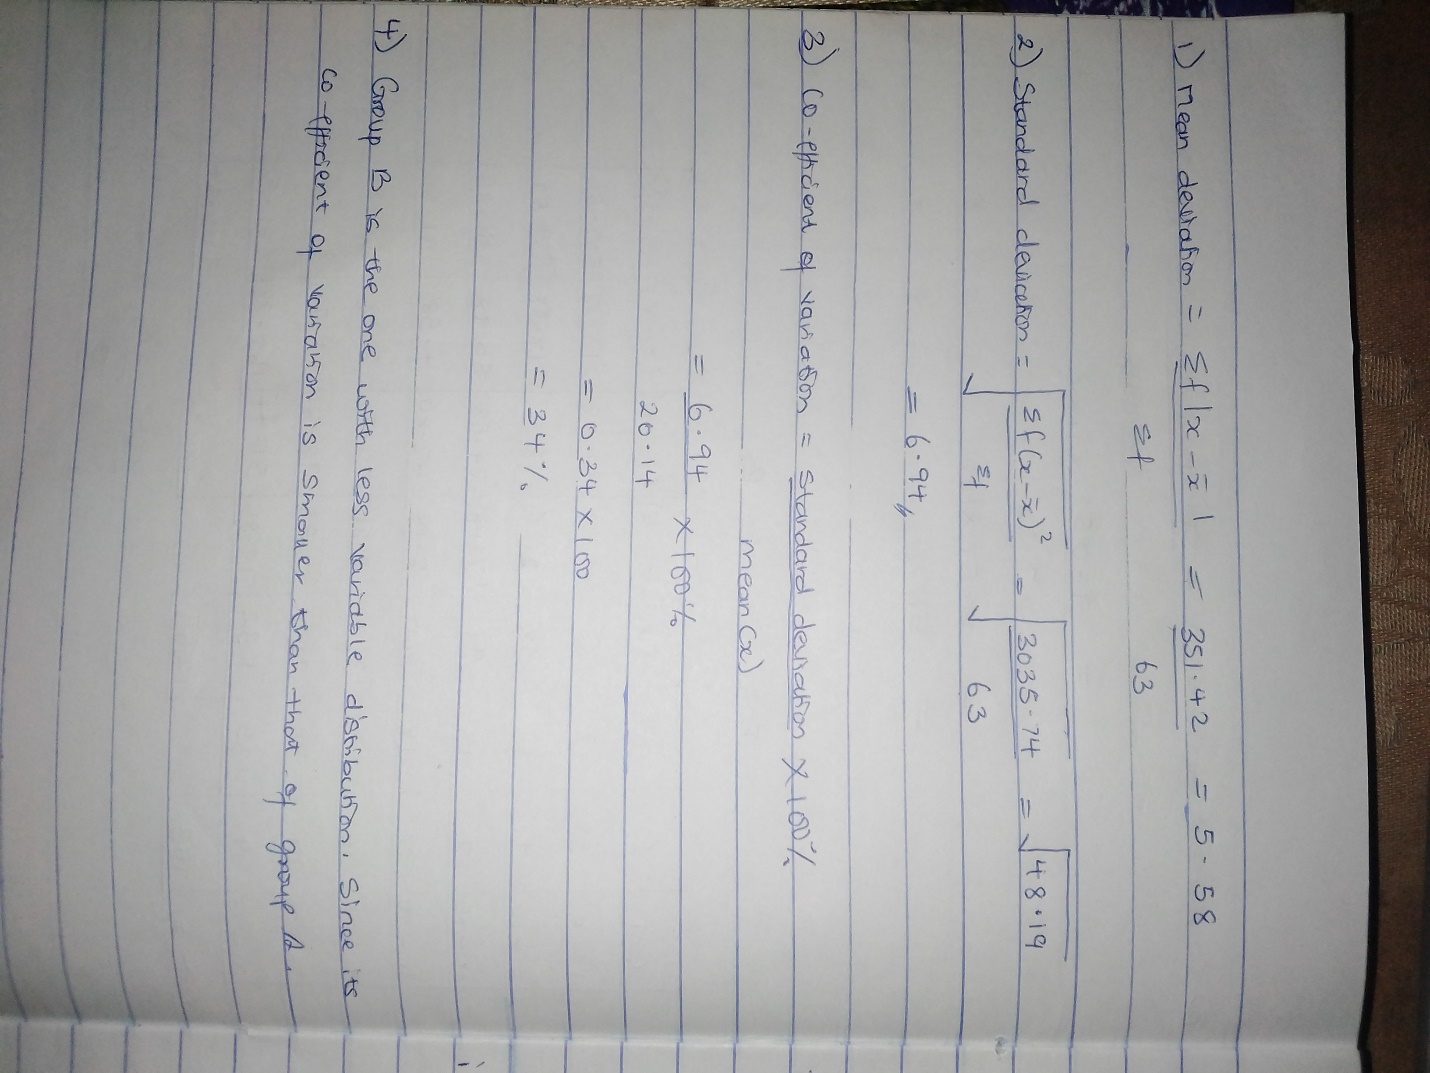 1) Mean deviation = Σf|x - x̄| = 351.42 = 5.58
Σf 63
2) Standard deviation = √Σf(x-x̄)² = √3035.74 = √48.19
Σf 63
= 6.94
3) Co-efficient of variation = Standard deviation × 100%
mean(x)
= 6.94 × 100%
20.14
= 0.34 × 100
= 34%
4) Group B is the one with less variable distribution. Since its
co-efficient of variation is smaller than that of group A.